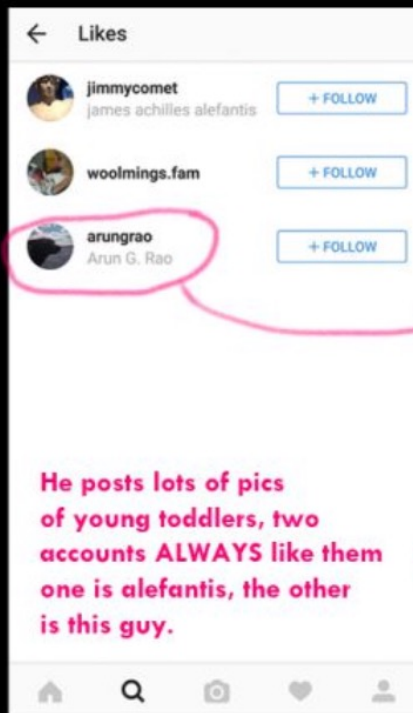 Likes
jimmycomet
james achilles alefantis
+ FOLLOW
woolmings.fam
+ FOLLOW
arungrao
Arun G. Rao
+ FOLLOW
He posts lots of pics
of young toddlers, two
accounts ALWAYS like them
one is alefantis, the other
is this guy.